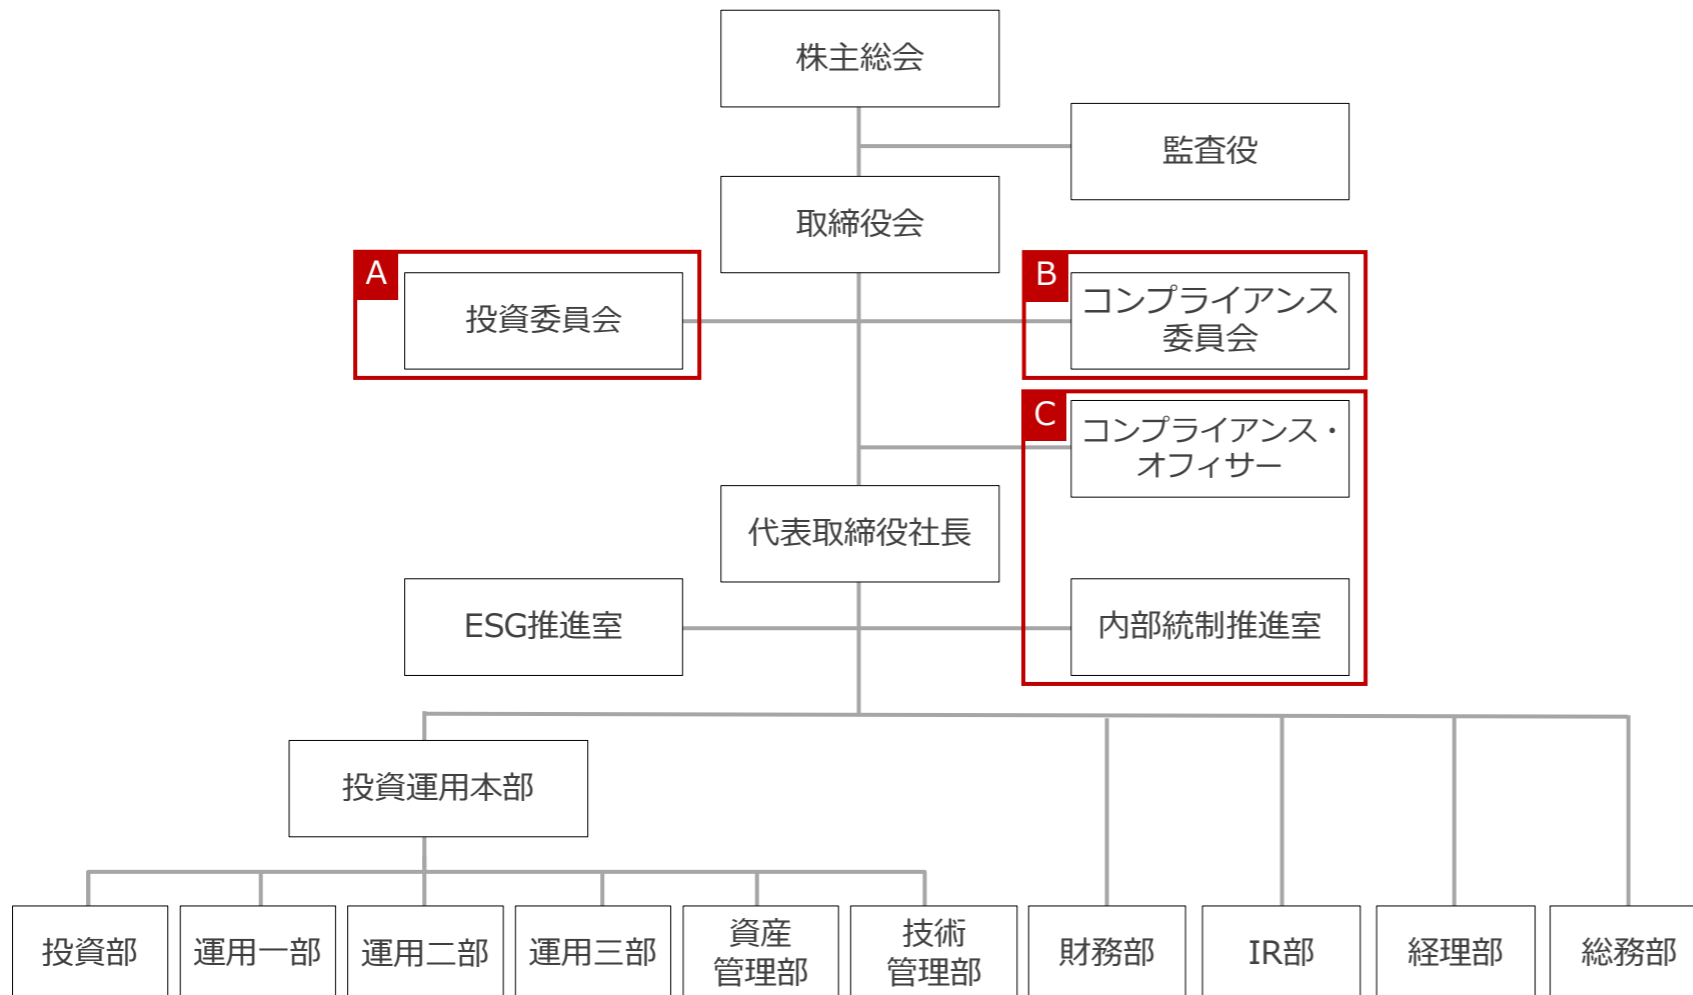 株主総会
監査役
取締役会
A
投資委員会
B
コンプライアンス
委員会
C
コンプライアンス・
オフィサー
代表取締役社長
ESG推進室
内部統制推進室
投資運用本部
投資部
運用一部
運用二部
運用三部
資産
管理部
技術
管理部
財務部
IR部
経理部
総務部